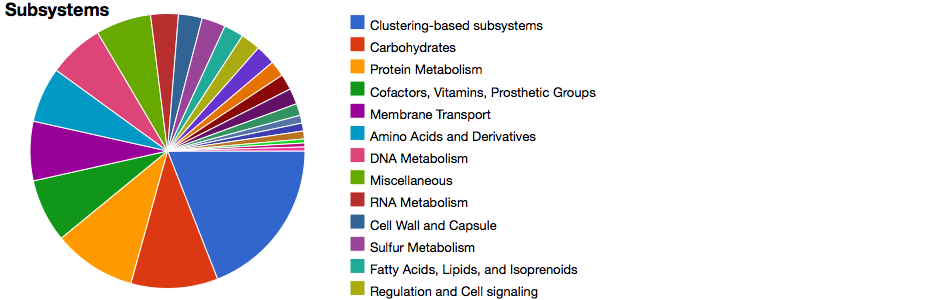 Subsystems
Clustering-based subsystems
Carbohydrates
Protein Metabolism
Cofactors, Vitamins, Prosthetic Groups
Membrane Transport
Amino Acids and Derivatives
DNA Metabolism
Miscellaneous
RNA Metabolism
Cell Wall and Capsule
Sulfur Metabolism
Fatty Acids, Lipids, and Isoprenoids
Regulation and Cell signaling